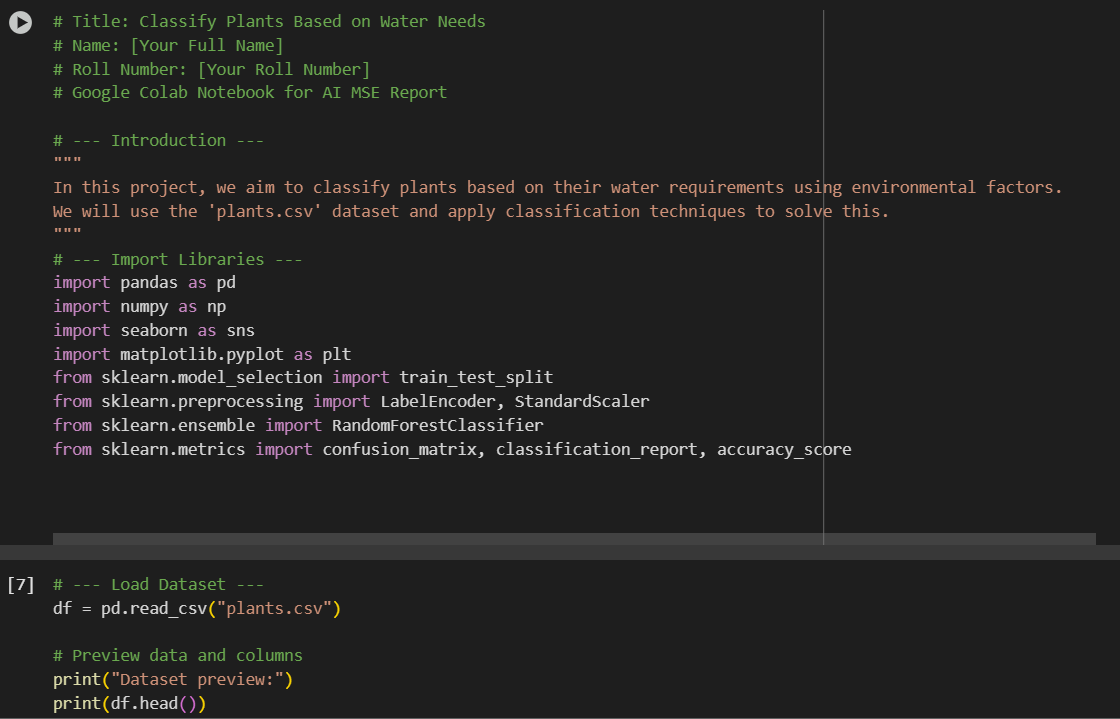 # Title: Classify Plants Based on Water Needs
# Name: [Your Full Name]
# Roll Number: [Your Roll Number]
# Google Colab Notebook for AI MSE Report
# --- Introduction ---
"""
In this project, we aim to classify plants based on their water requirements using environmental factors.
We will use the 'plants.csv' dataset and apply classification techniques to solve this.
"""
# --- Import Libraries ---
import pandas as pd
import numpy as np
import seaborn as sns
import matplotlib.pyplot as plt
from sklearn.model_selection import train_test_split
from sklearn.preprocessing import LabelEncoder, StandardScaler
from sklearn.ensemble import RandomForestClassifier
from sklearn.metrics import confusion_matrix, classification_report, accuracy_score
[7] # --- Load Dataset ---
df = pd.read_csv("plants.csv")
# Preview data and columns
print("Dataset preview:")
print(df.head())